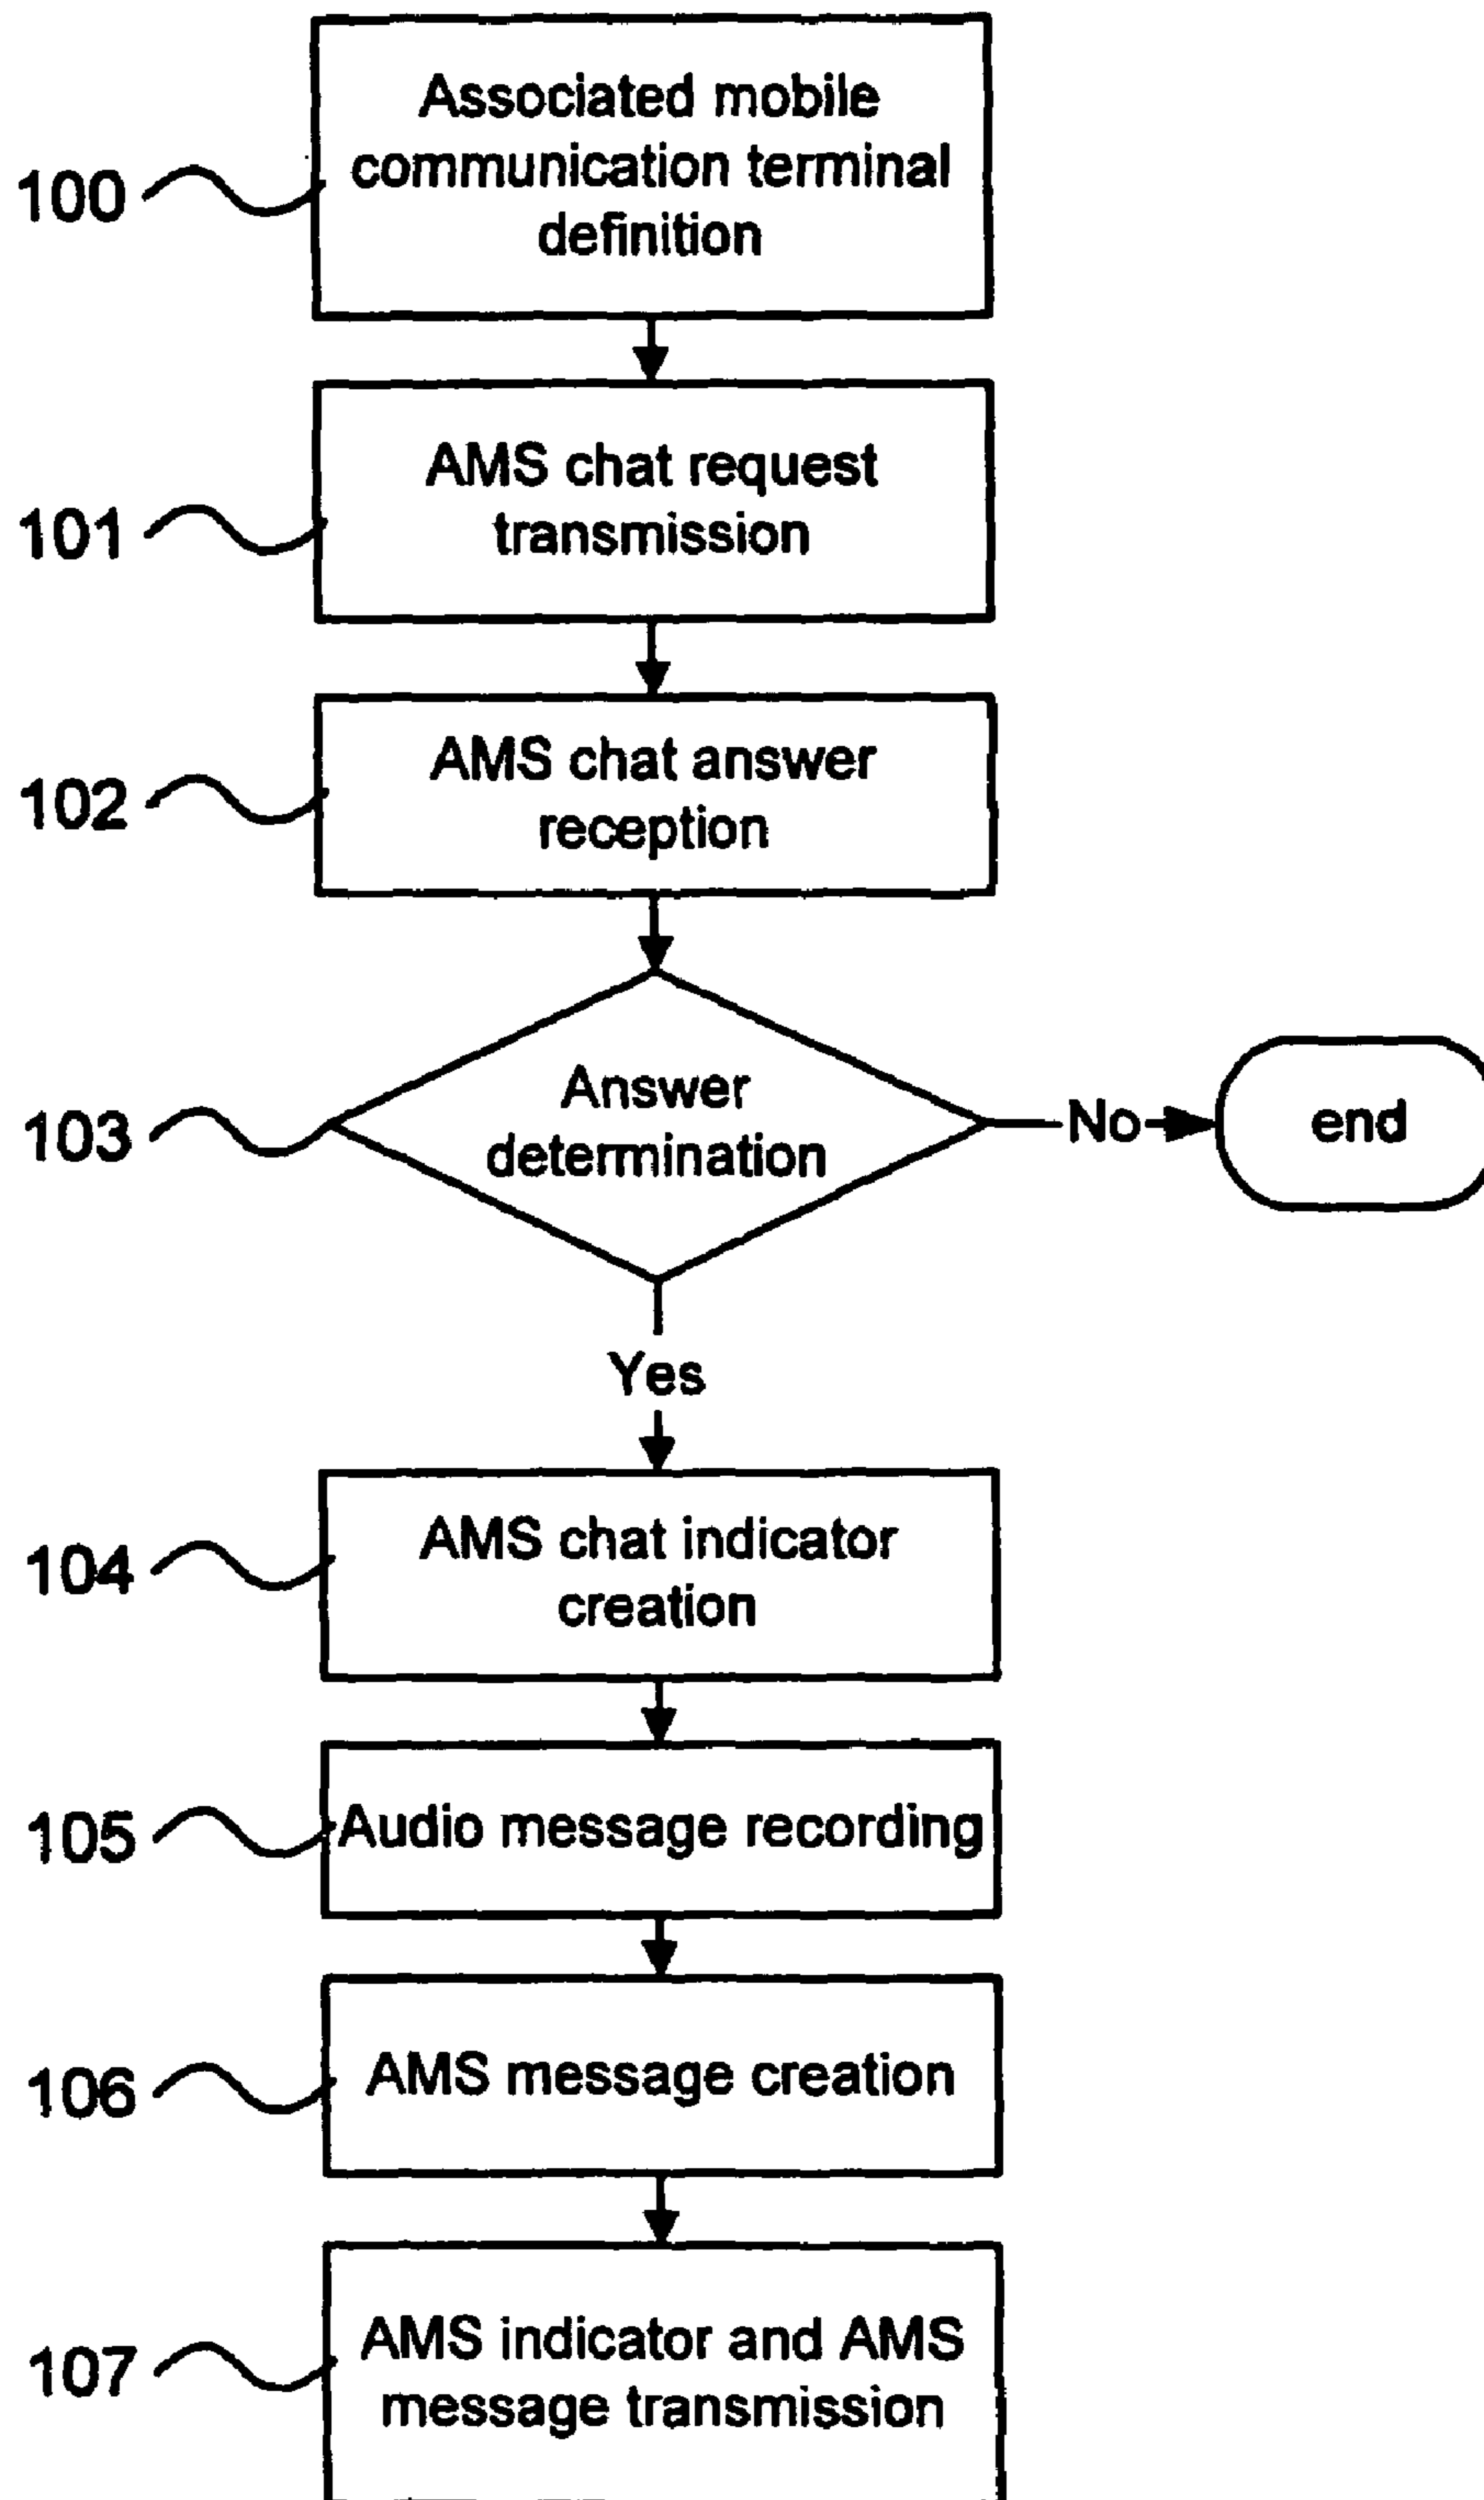 Associated mobile
communication terminal
definition
100
AMS chat request
transmission
101
AMS chat answer
reception
102
Answer
determination
103
No
end
Yes
AMS chat indicator
creation
104
Audio message recording
105
AMS message creation
106
AMS indicator and AMS
message transmission
107